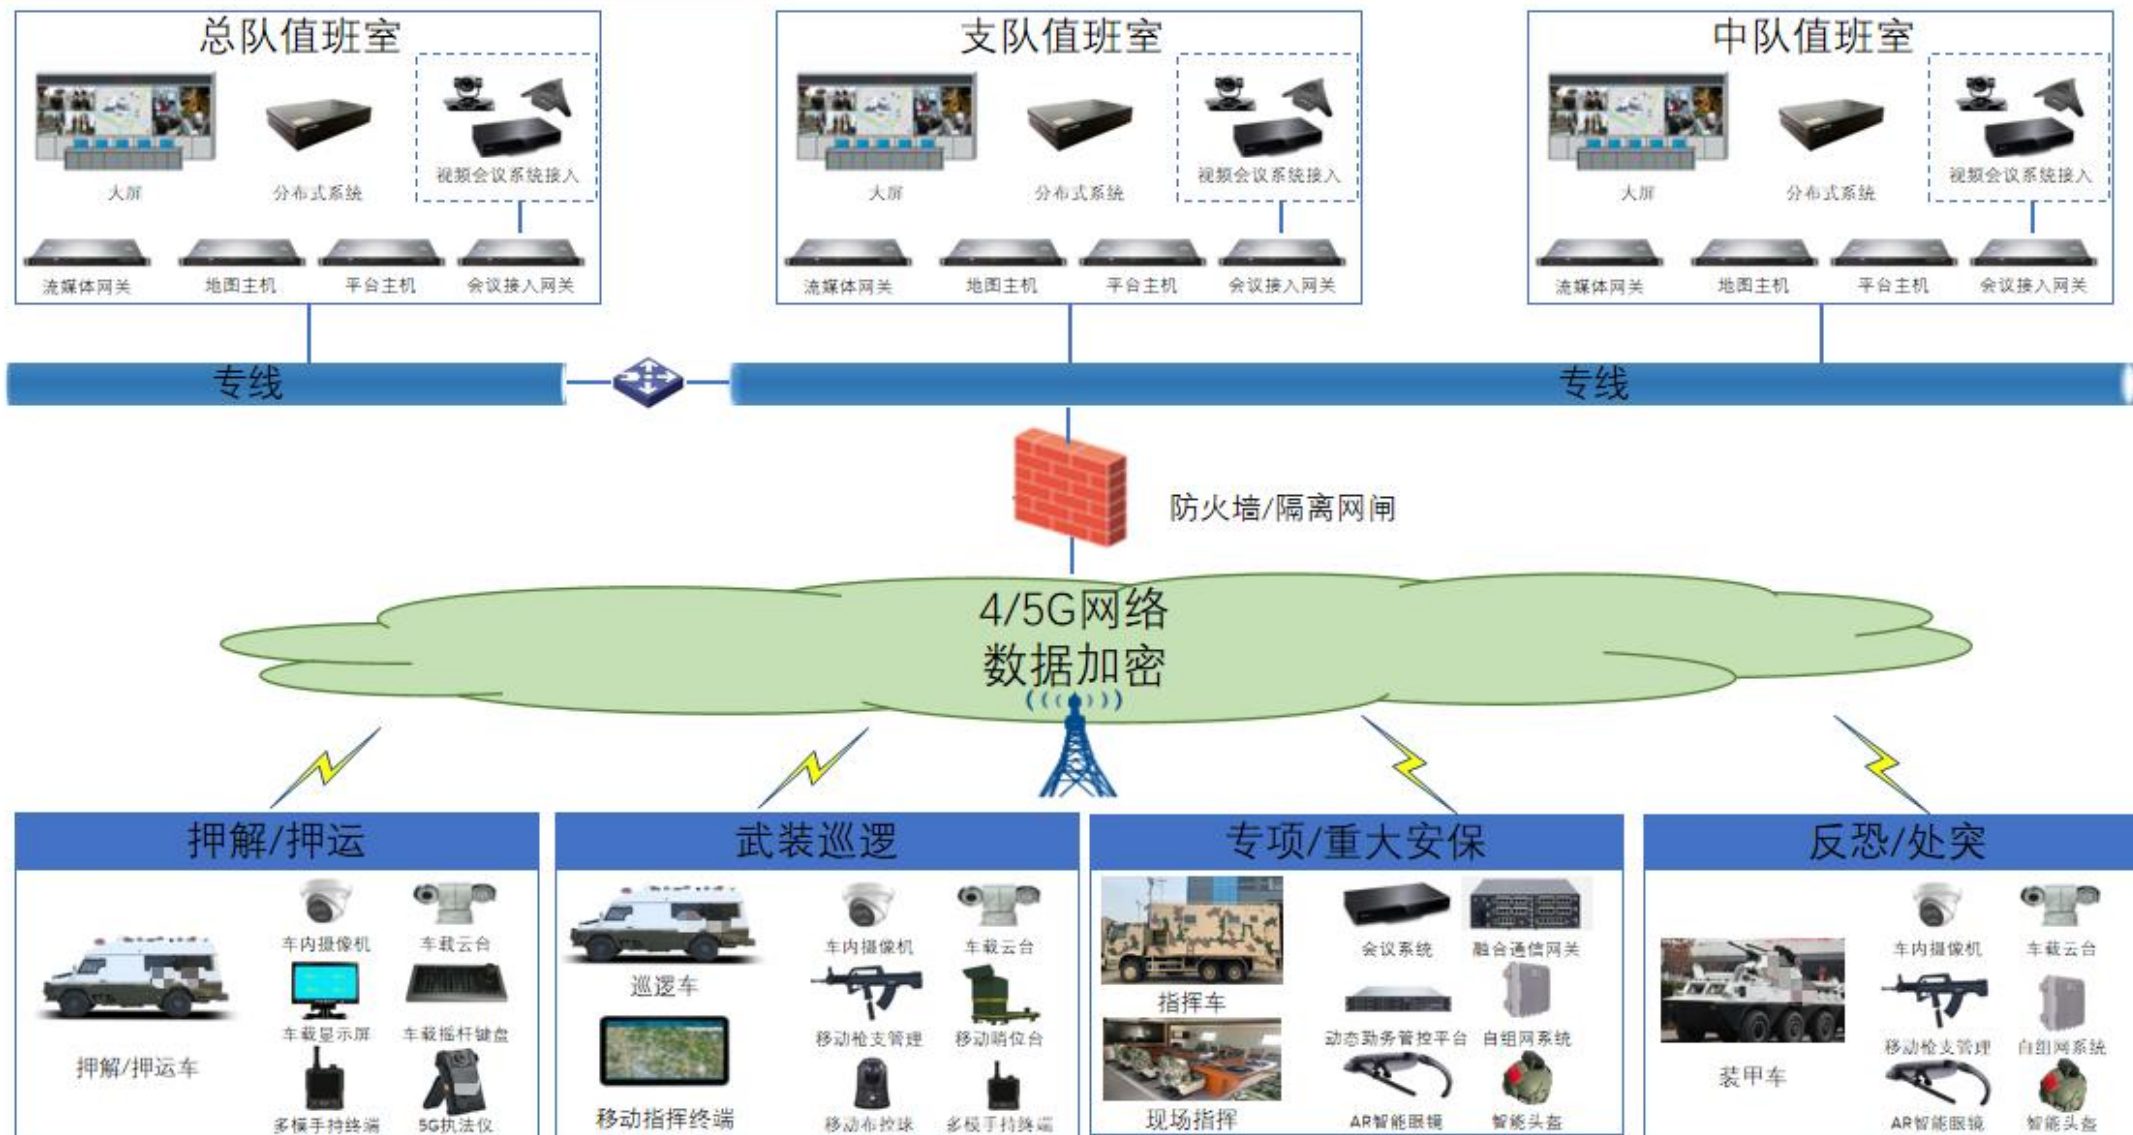 总队值班室
支队值班室
中队值班室
视频会议系统接入
大屏
分布式系统
视频会议系统接入
大屏
分布式系统
视频会议系统接入
大屏
分布式系统
流媒体网关
地图主机
平台主机
会议接入网关
流媒体网关
地图主机
平台主机
会议接入网关
流媒体网关
地图主机
平台主机
会议接入网关
专线
专线
防火墙/隔离网闸
4/5G网络
数据加密
押解/押运
车内摄像机
车载云台
车载显示屏
车载摇杆键盘
押解/押运车
多模手持终端
5G执法仪
武装巡逻
车内摄像机
车载云台
巡逻车
移动枪支管理
移动哨位台
移动指挥终端
移动布控球
多模手持终端
专项/重大安保
会议系统
融合通信网关
指挥车
动态勤务管控平台
自组网系统
现场指挥
AR智能眼镜
智能头盔
反恐/处突
车内摄像机
车载云台
移动枪支管理
自组网系统
装甲车
AR智能眼镜
智能头盔